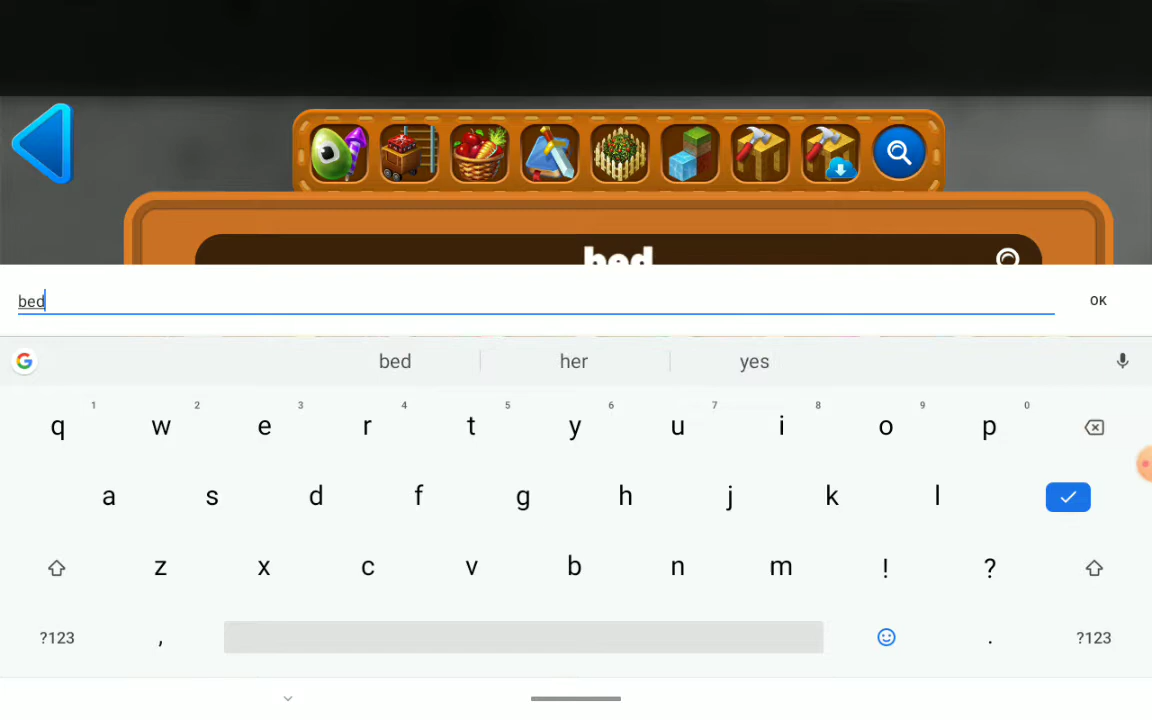 bed
bed OK
bed her yes
1 2 3 4 5 6 7 8 9 0
q w e r t y u i o p
a s d f g h j k l
z x c v b n m ! ?
?123 , . ?123